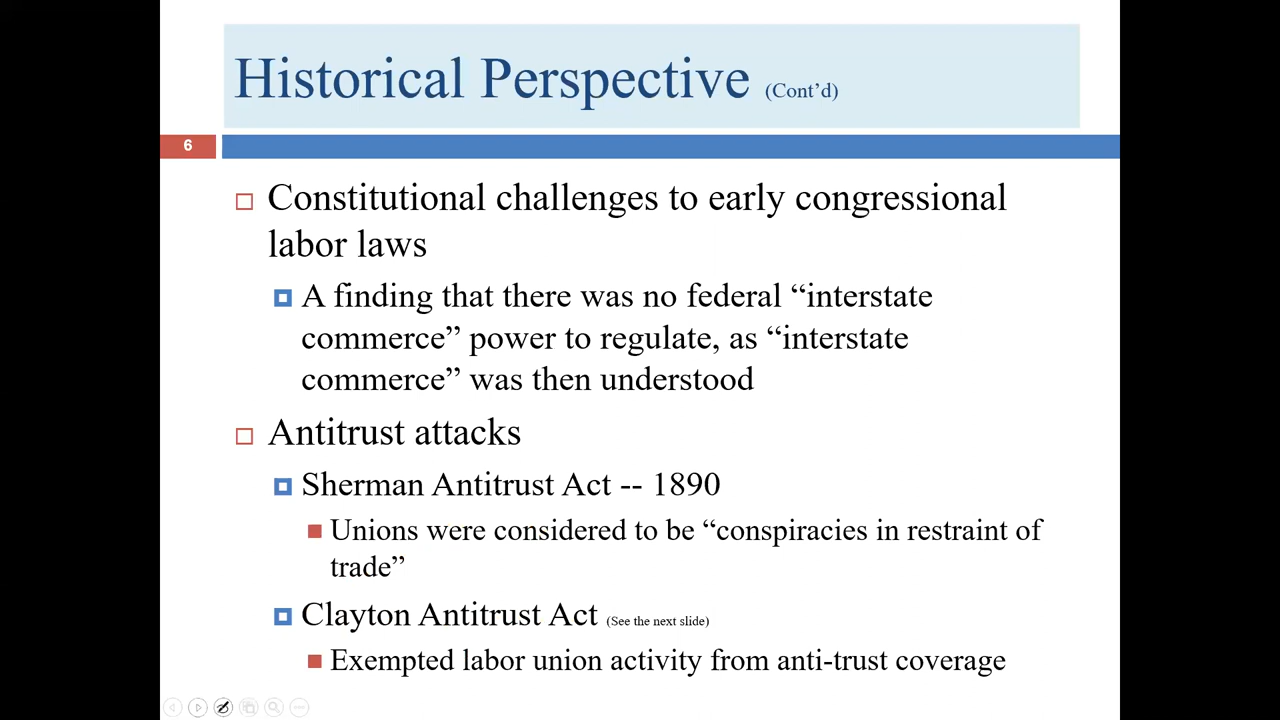 Historical Perspective (Cont’d)
6
Constitutional challenges to early congressional
labor laws
A finding that there was no federal “interstate
commerce” power to regulate, as “interstate
commerce” was then understood
Antitrust attacks
Sherman Antitrust Act -- 1890
Unions were considered to be “conspiracies in restraint of
trade”
Clayton Antitrust Act (See the next slide)
Exempted labor union activity from anti-trust coverage